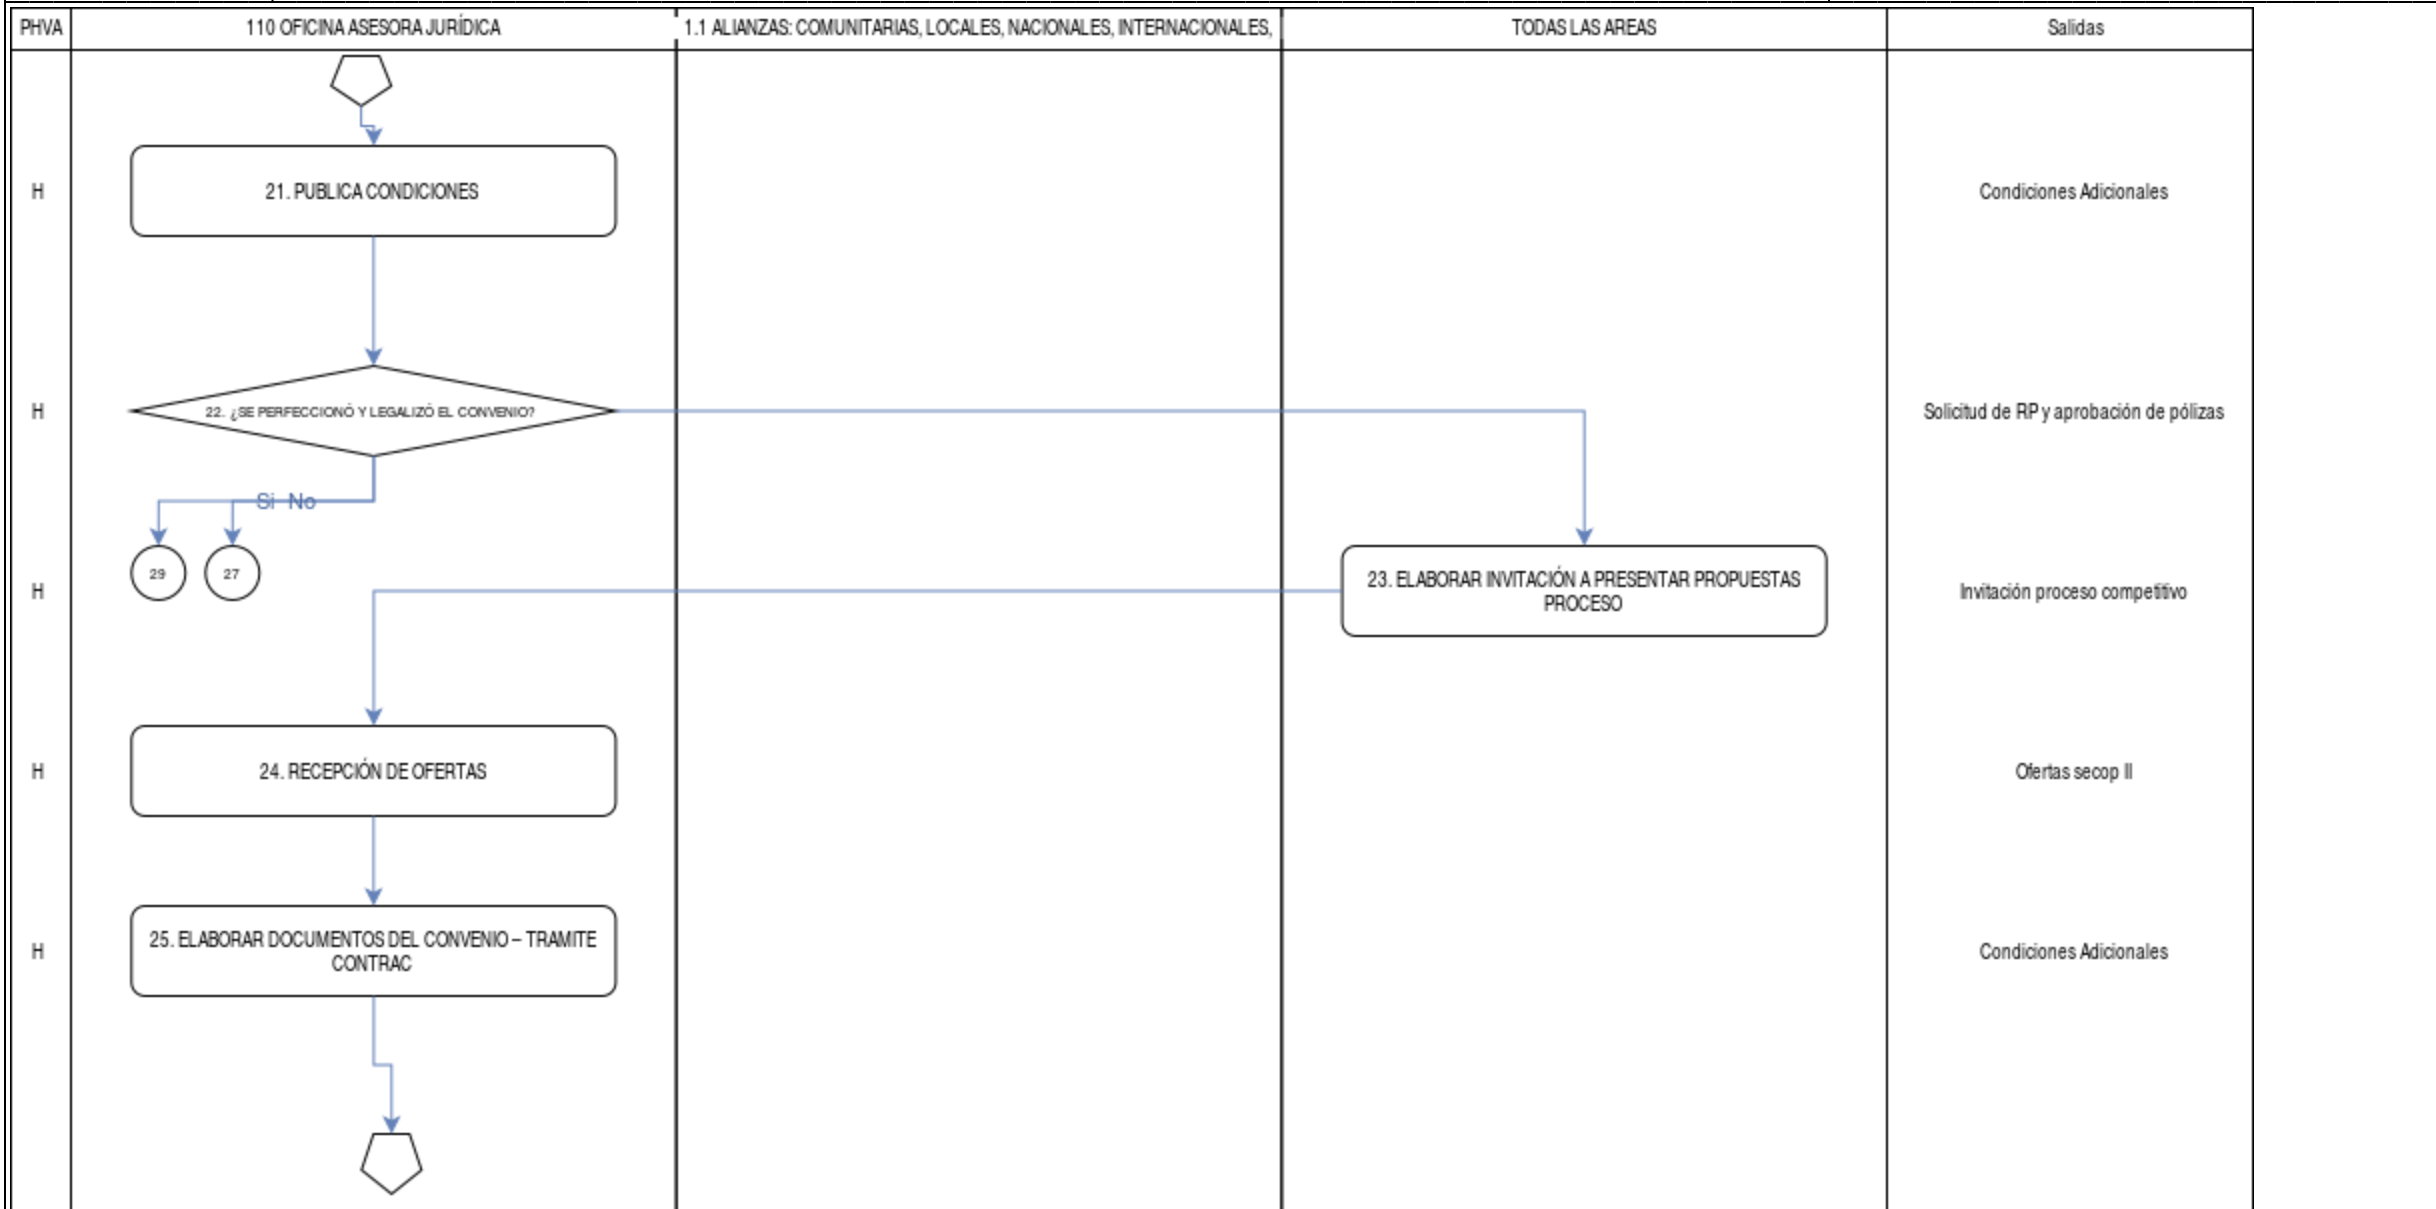 PHVA
110 OFICINA ASESORA JURÍDICA
1.1 ALIANZAS: COMUNITARIAS, LOCALES, NACIONALES, INTERNACIONALES,
TODAS LAS AREAS
Salidas
H
21. PUBLICA CONDICIONES
Condiciones Adicionales
H
22. ¿SE PERFECCIONÓ Y LEGALIZÓ EL CONVENIO?
Solicitud de RP y aprobación de pólizas
Si No
29
27
H
23. ELABORAR INVITACIÓN A PRESENTAR PROPUESTAS
PROCESO
Invitación proceso competitivo
H
24. RECEPCIÓN DE OFERTAS
Ofertas secop II
H
25. ELABORAR DOCUMENTOS DEL CONVENIO – TRAMITE
CONTRAC
Condiciones Adicionales